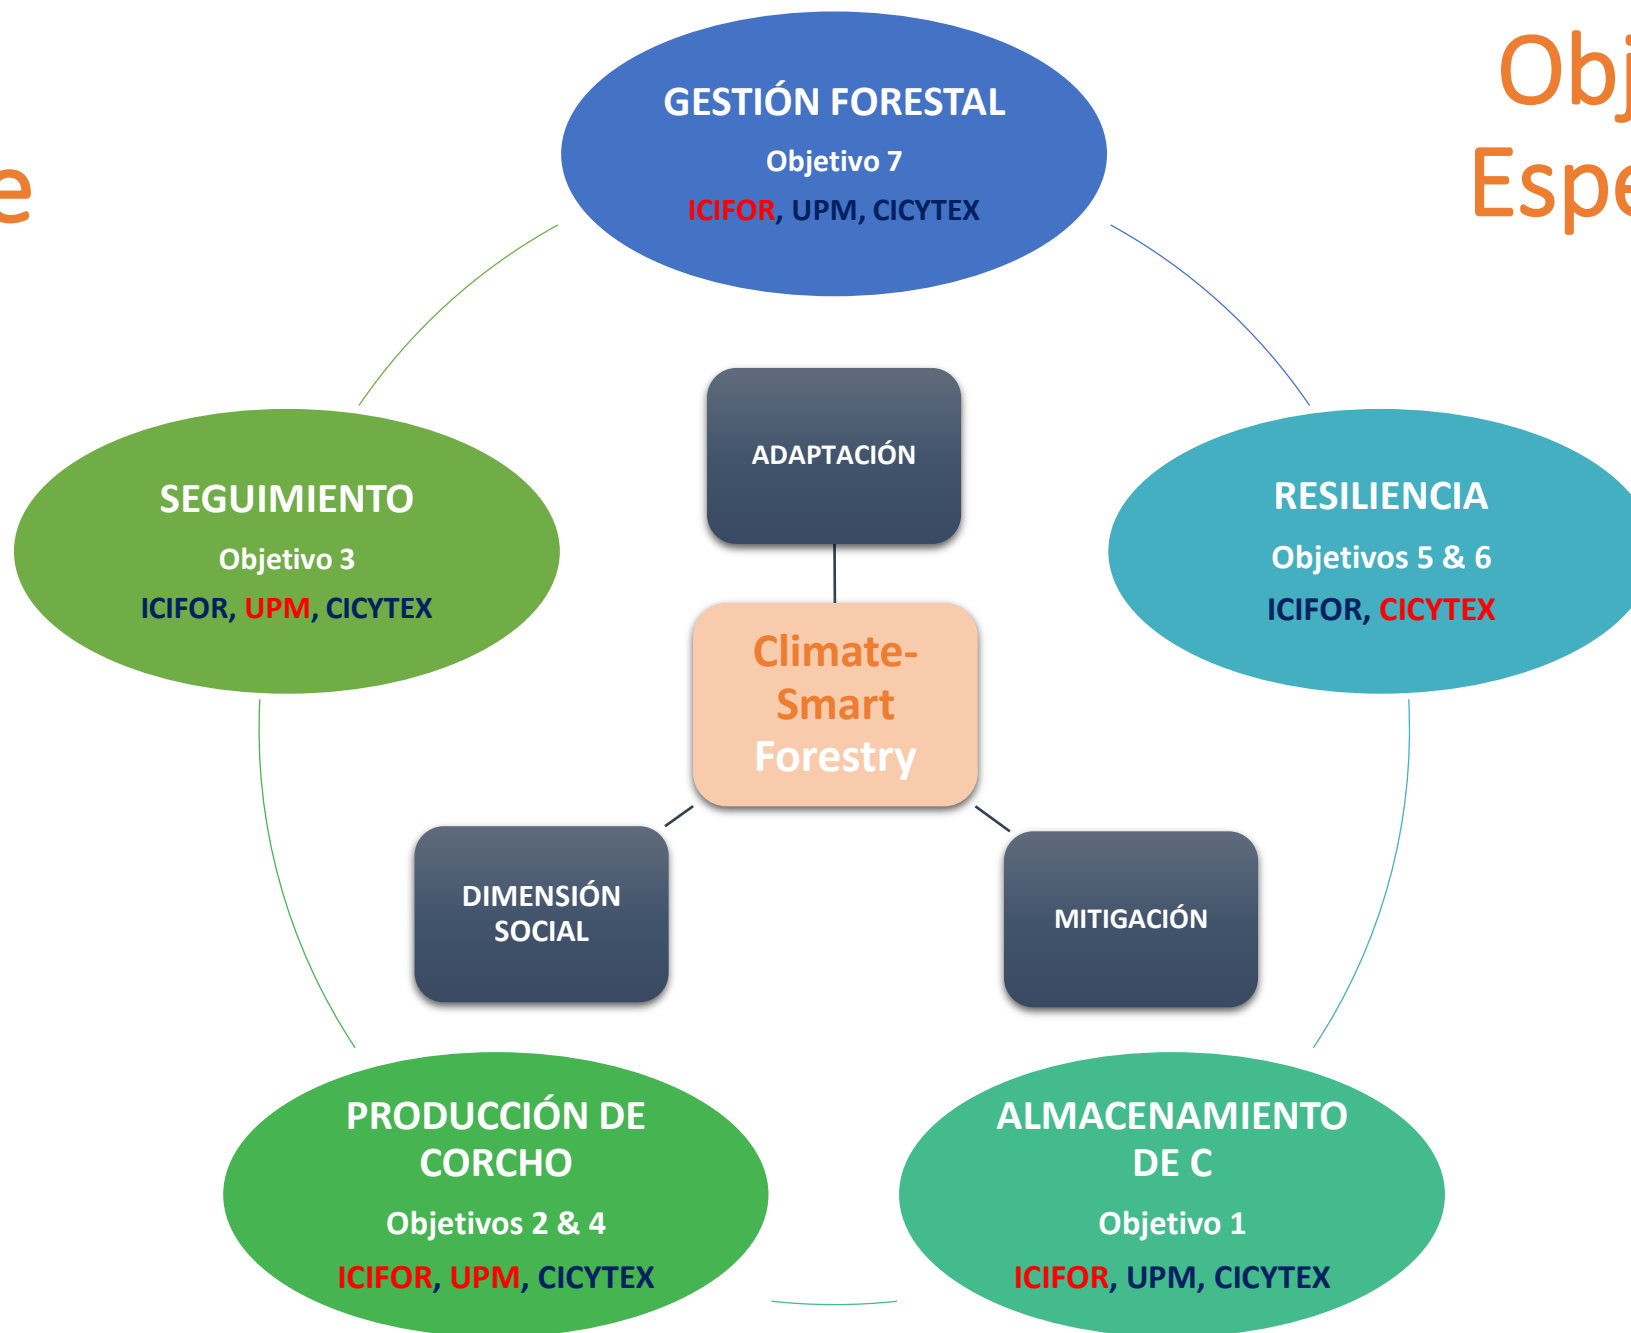 GESTIÓN FORESTAL
Objetivo 7
ICIFOR, UPM, CICYTEX
e
Obj
Espe
ADAPTACIÓN
SEGUIMIENTO
Objetivo 3
ICIFOR, UPM, CICYTEX
RESILIENCIA
Objetivos 5 & 6
ICIFOR, CICYTEX
Climate-
Smart
Forestry
DIMENSIÓN
SOCIAL
MITIGACIÓN
PRODUCCIÓN DE
CORCHO
Objetivos 2 & 4
ICIFOR, UPM, CICYTEX
ALMACENAMIENTO
DE C
Objetivo 1
ICIFOR, UPM, CICYTEX